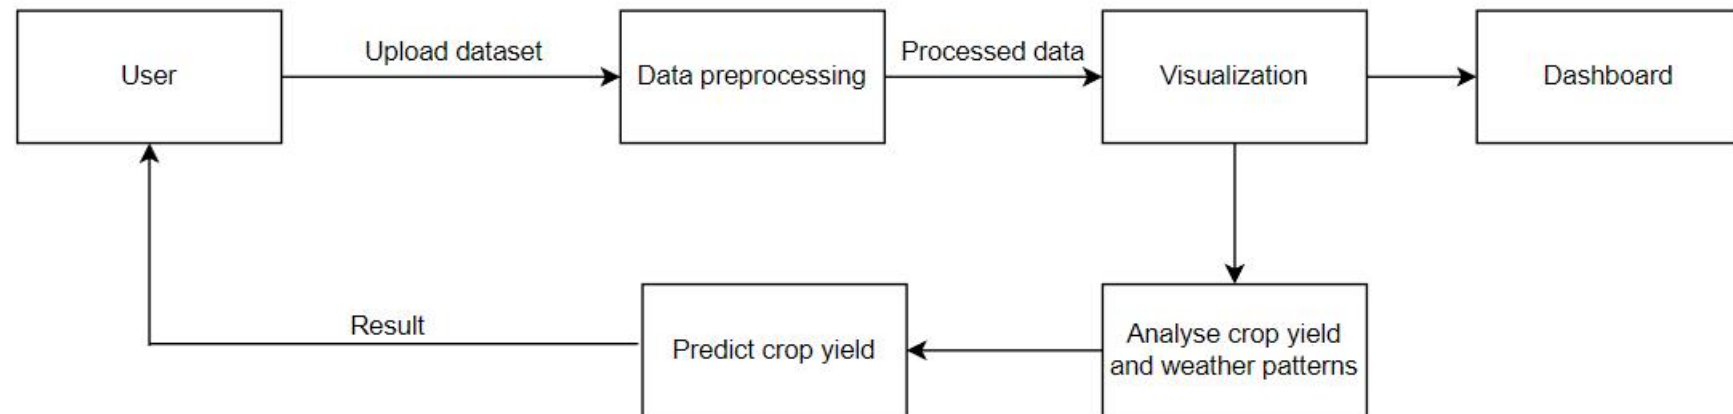 User
Upload dataset
Data preprocessing
Processed data
Visualization
Dashboard
Result
Predict crop yield
Analyse crop yield
and weather patterns